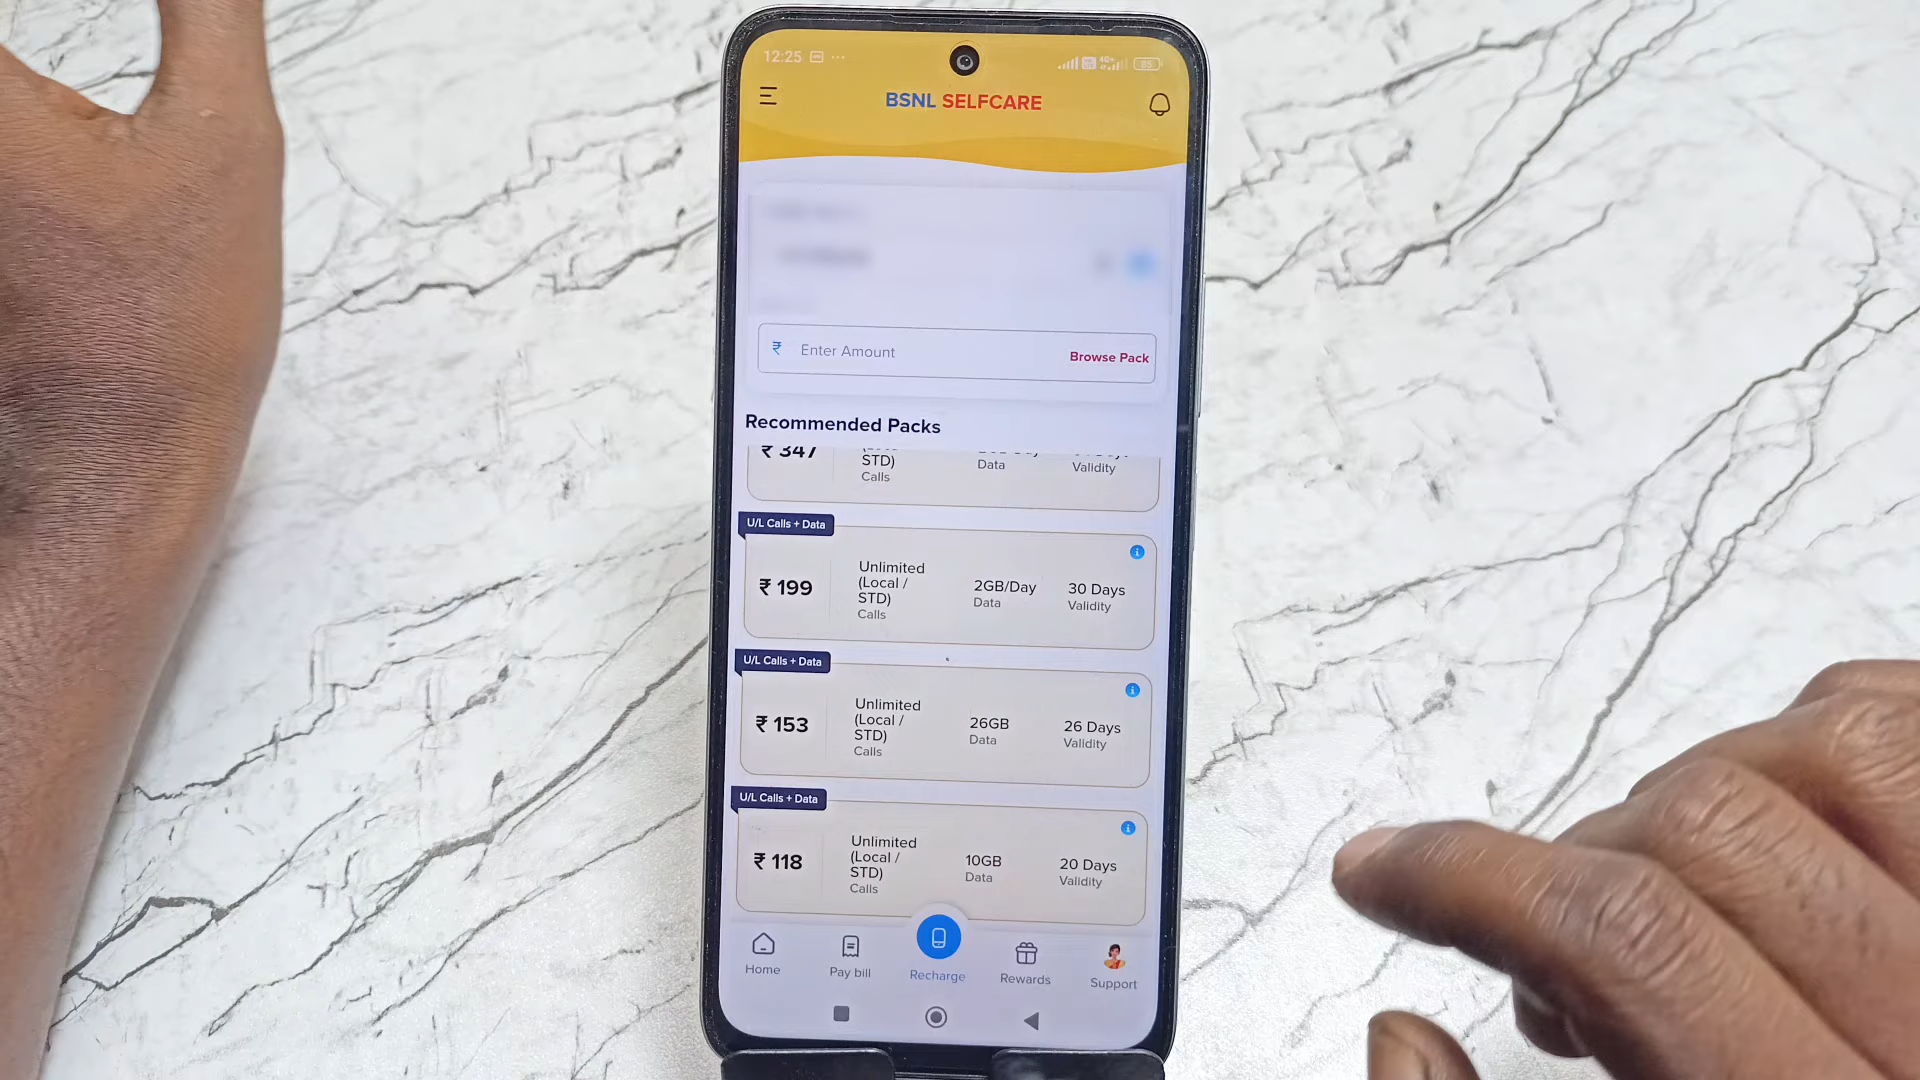 12:25
4G+
85
BSNL SELFCARE
₹ Enter Amount Browse Pack
Recommended Packs
₹ 347
STD)
Calls
Data
Validity
U/L Calls + Data
₹ 199
Unlimited
(Local /
STD)
Calls
2GB/Day
Data
30 Days
Validity
U/L Calls + Data
₹ 153
Unlimited
(Local /
STD)
Calls
26GB
Data
26 Days
Validity
U/L Calls + Data
₹ 118
Unlimited
(Local /
STD)
Calls
10GB
Data
20 Days
Validity
Home
Pay bill
Recharge
Rewards
Support